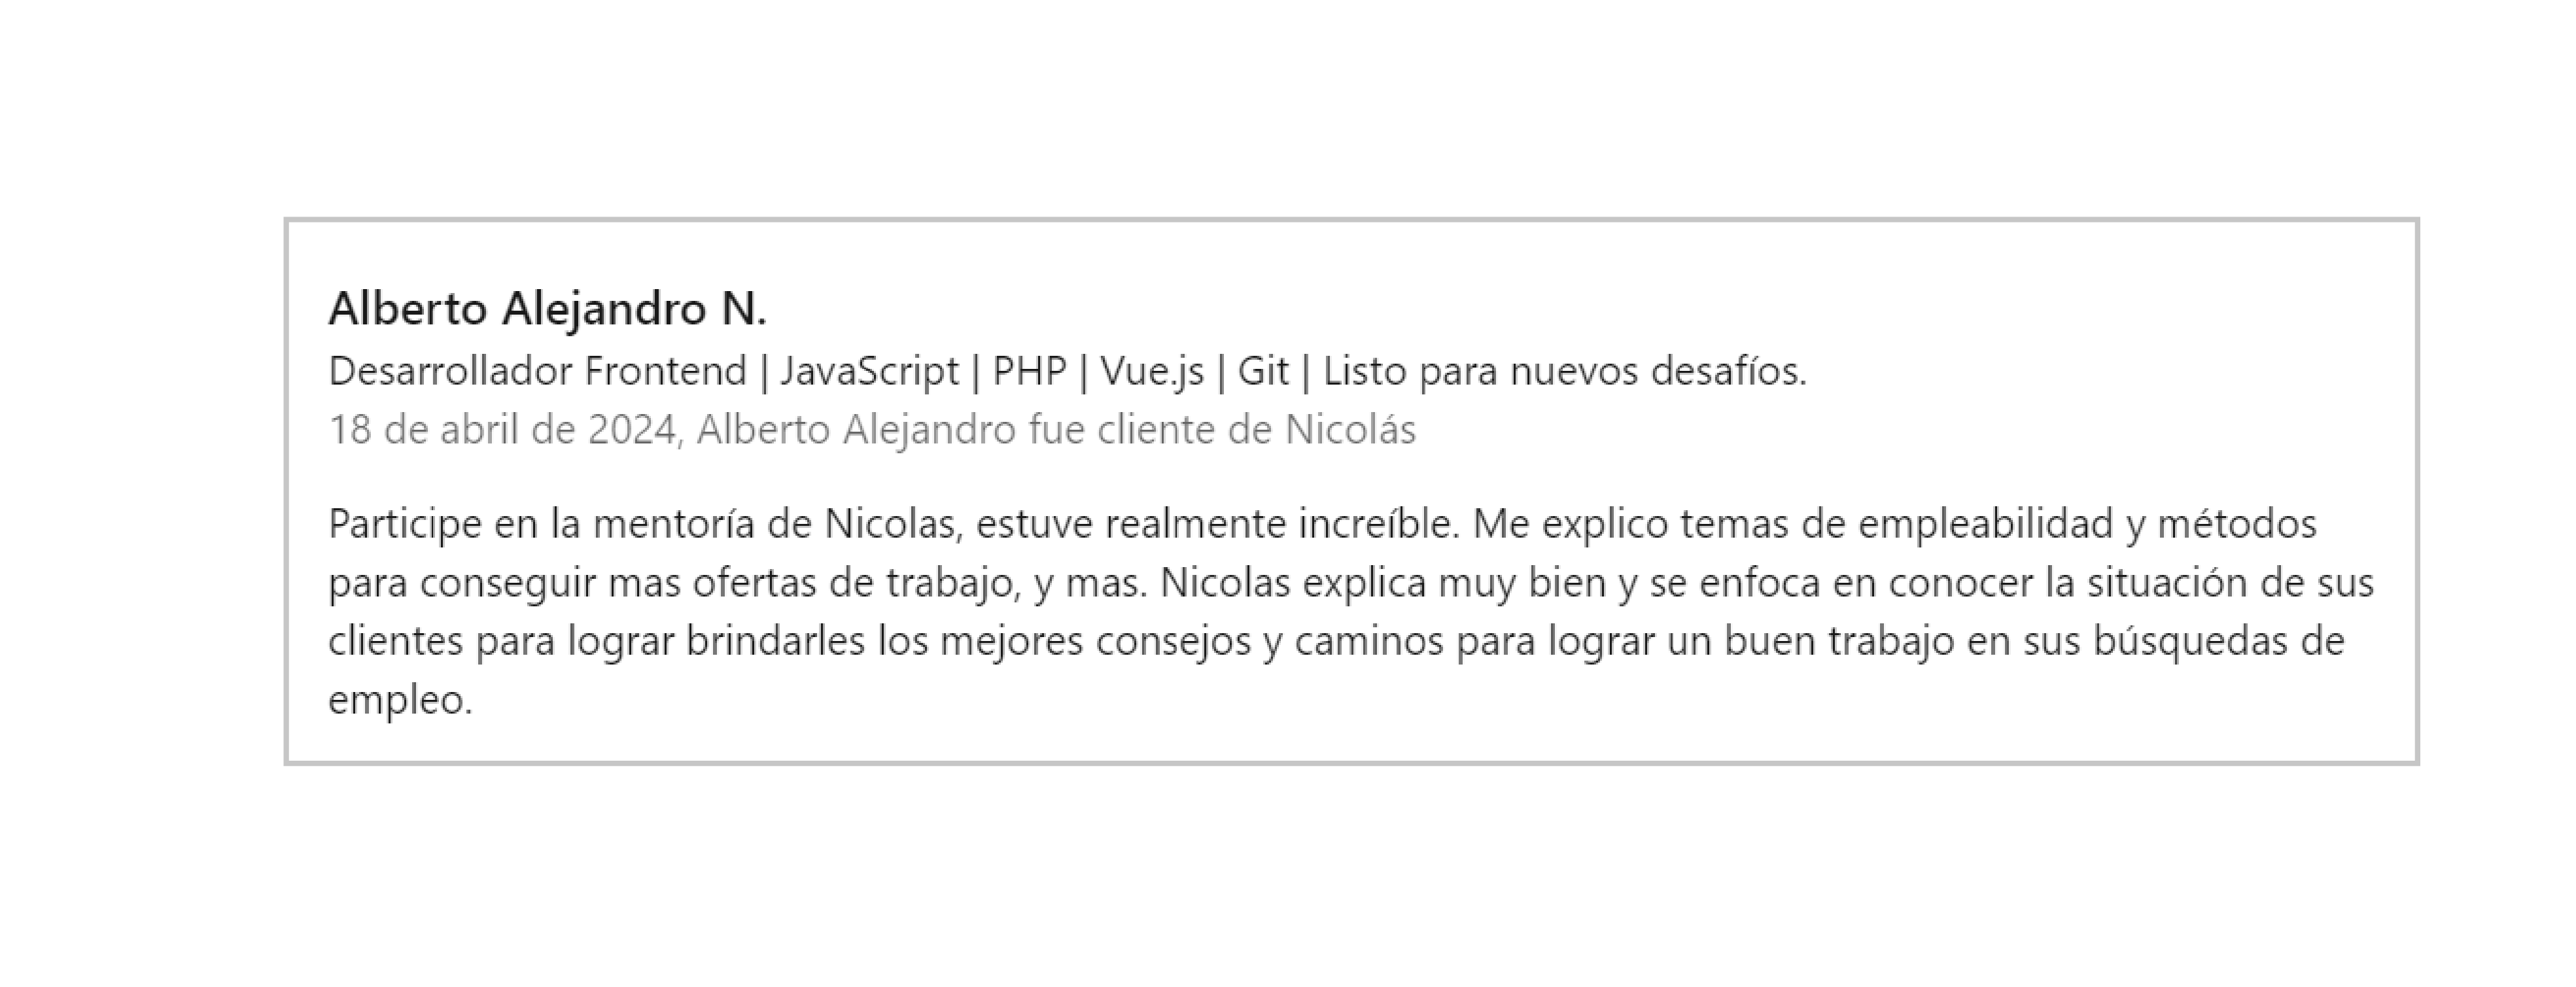 Alberto Alejandro N.
Desarrollador Frontend | JavaScript | PHP | Vue.js | Git | Listo para nuevos desafíos.
18 de abril de 2024, Alberto Alejandro fue cliente de Nicolás
Participe en la mentoría de Nicolas, estuve realmente increíble. Me explico temas de empleabilidad y métodos
para conseguir mas ofertas de trabajo, y mas. Nicolas explica muy bien y se enfoca en conocer la situación de sus
clientes para lograr brindarles los mejores consejos y caminos para lograr un buen trabajo en sus búsquedas de
empleo.